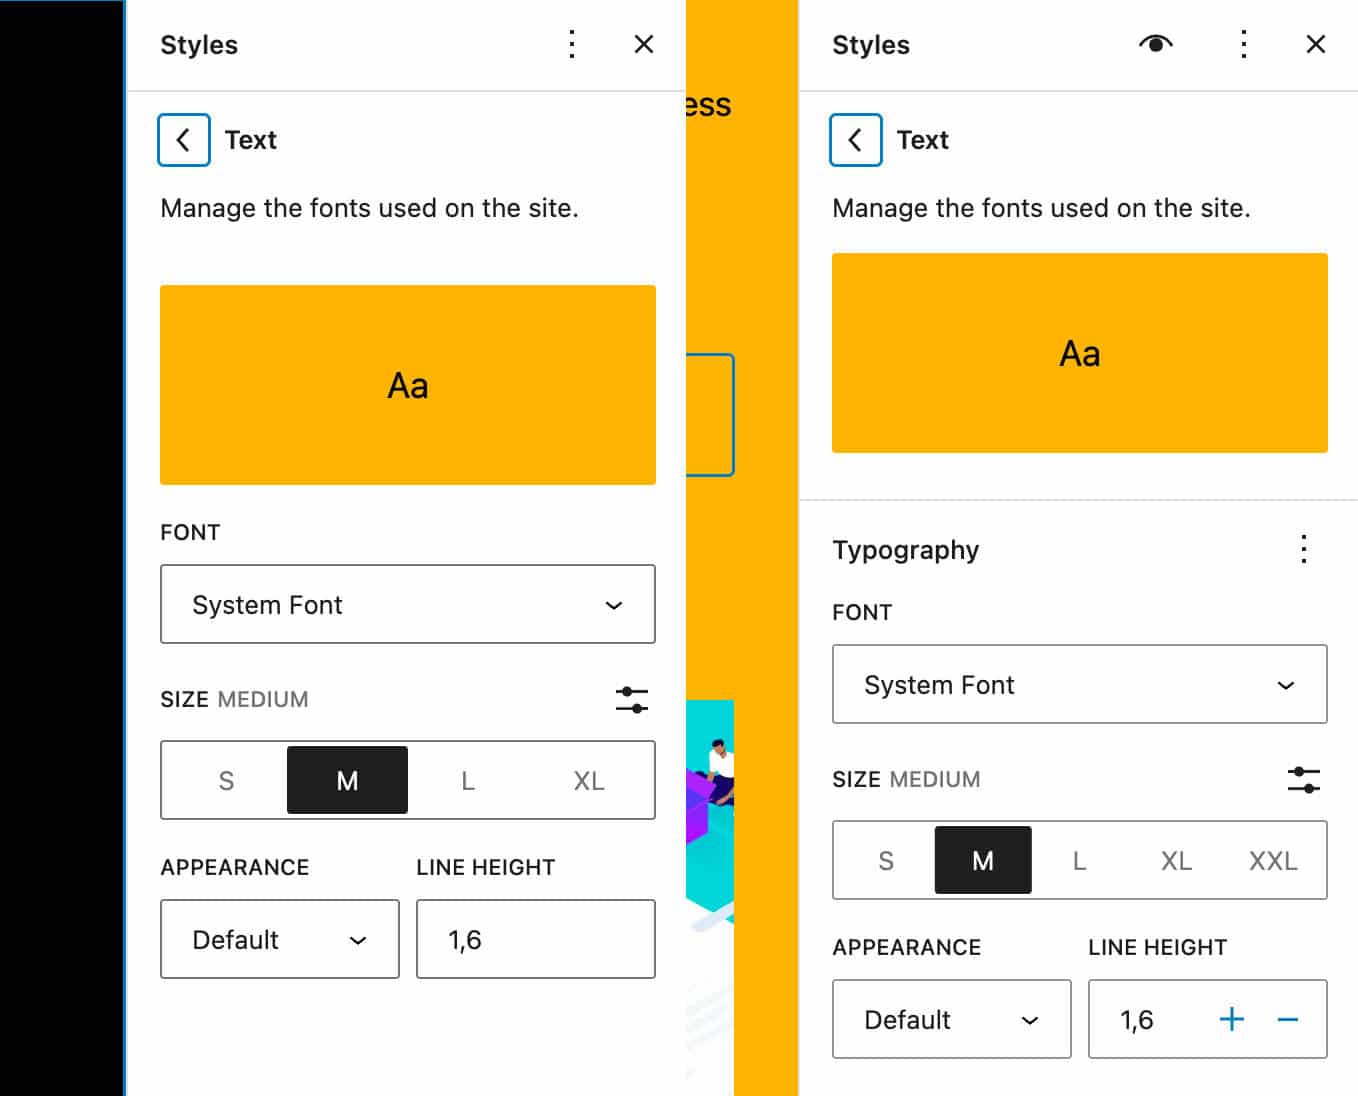 Styles
Text
Manage the fonts used on the site.
Aa
FONT
System Font
SIZE MEDIUM
S M L XL
APPEARANCE LINE HEIGHT
Default 1,6
ess
Styles
Text
Manage the fonts used on the site.
Aa
Typography
FONT
System Font
SIZE MEDIUM
S M L XL XXL
APPEARANCE LINE HEIGHT
Default 1,6 + −